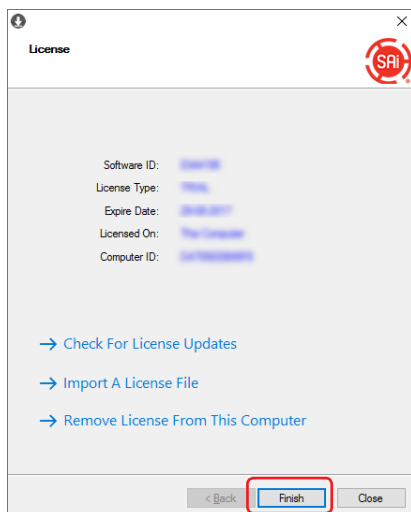 License
SAi
Software ID:
License Type:
Expire Date:
Licensed On:
Computer ID:
→ Check For License Updates
→ Import A License File
→ Remove License From This Computer
< Back
Finish
Close